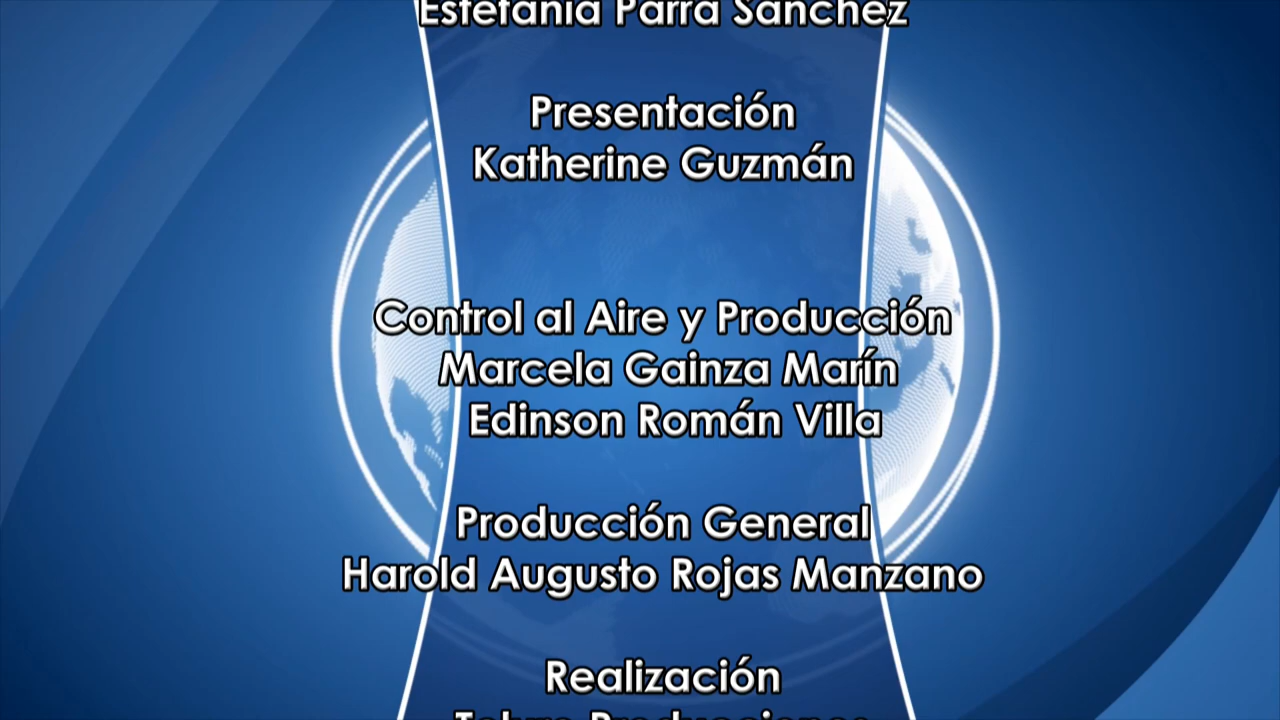 Estefanía Parra Sánchez
Presentación
Katherine Guzmán
Control al Aire y Producción
Marcela Gainza Marín
Edinson Román Villa
Producción General
Harold Augusto Rojas Manzano
Realización
Producciones